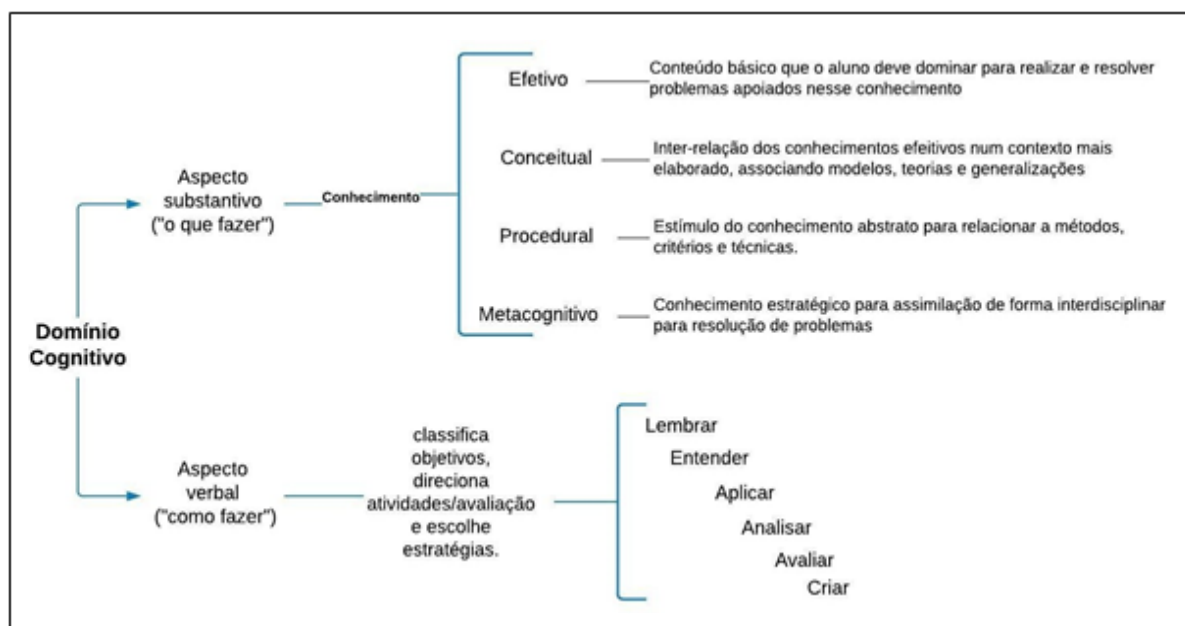 Domínio
Cognitivo
Aspecto
substantivo
("o que fazer")
Conhecimento
Efetivo
Conteúdo básico que o aluno deve dominar para realizar e resolver
problemas apoiados nesse conhecimento
Conceitual
Inter-relação dos conhecimentos efeitivos num contexto mais
elaborado, associando modelos, teorias e generalizações
Procedural
Estímulo do conhecimento abstrato para relacionar a métodos,
critérios e técnicas.
Metacognitivo
Conhecimento estratégico para assimilação de forma interdisciplinar
para resolução de problemas
Aspecto
verbal
("como fazer")
classifica
objetivos,
direciona
atividades/avaliação
e escolhe
estratégias.
Lembrar
Entender
Aplicar
Analisar
Avaliar
Criar